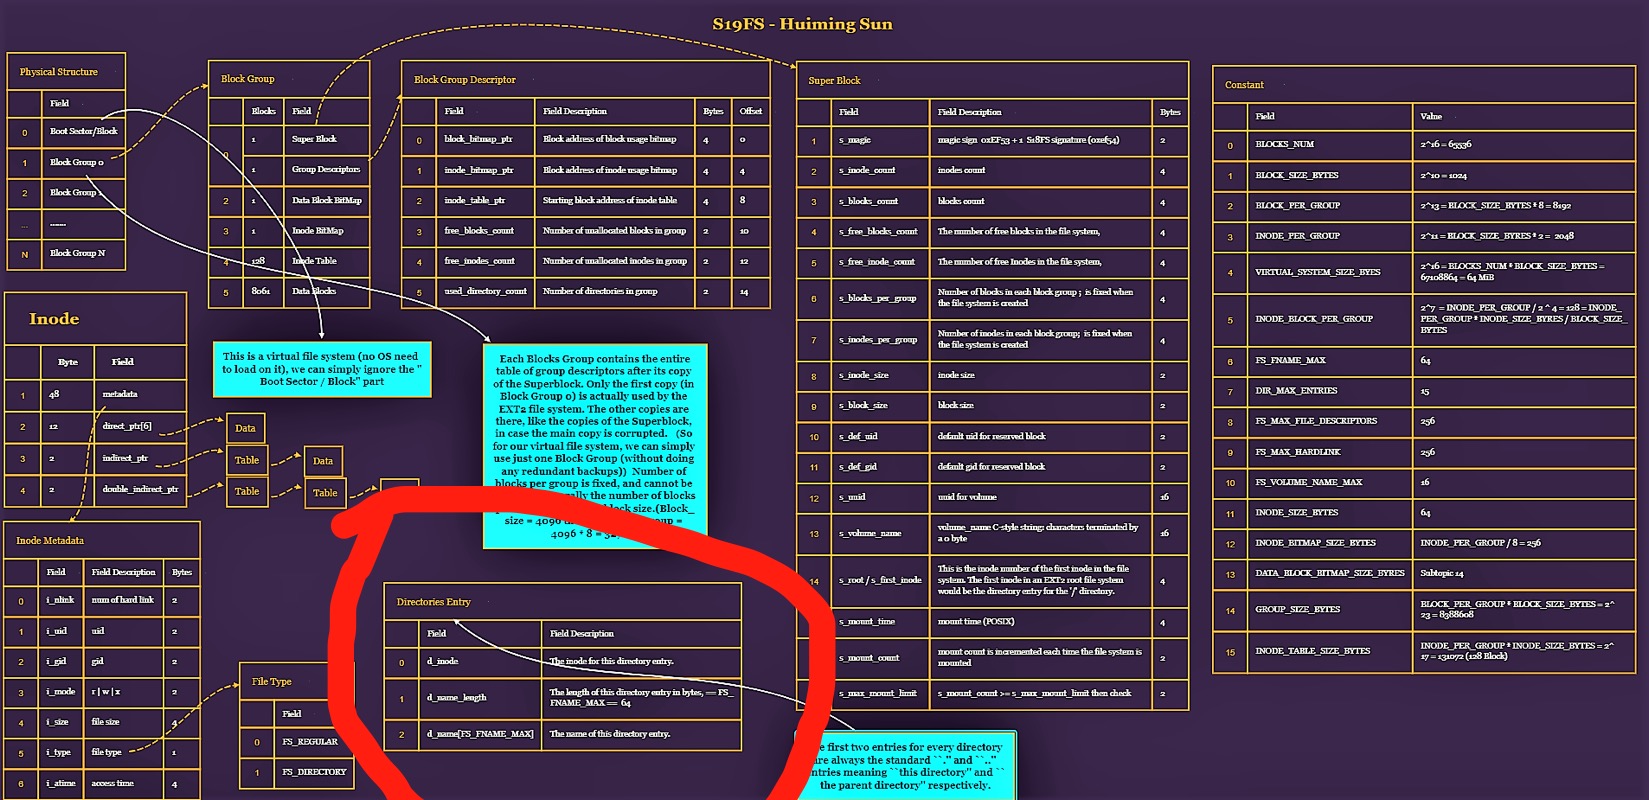 S19FS - Huiming Sun
Physical Structure
Field
0 Boot Sector/Block
1 Block Group 0
2 Block Group
... ......
N Block Group N
Block Group
Blocks Field
0 1 Super Block
1 Group Descriptors
2 1 Data Block BitMap
3 1 Inode BitMap
4 128 Inode Table
5 8061 Data Blocks
Block Group Descriptor
Field Field Description Bytes Offset
0 block_bitmap_ptr Block address of block usage bitmap 4 0
1 inode_bitmap_ptr Block address of inode usage bitmap 4 4
2 inode_table_ptr Starting block address of inode table 4 8
3 free_blocks_count Number of unallocated blocks in group 2 10
4 free_inodes_count Number of unallocated inodes in group 2 12
5 used_directory_count Number of directories in group 2 14
Super Block
Field Field Description Bytes
1 s_magic magic sign 0xEF53 + 1 S18FS signature (0xef54) 2
2 s_inode_count inodes count 4
3 s_blocks_count blocks count 4
4 s_free_blocks_count The number of free blocks in the file system, 4
5 s_free_inode_count The number of free Inodes in the file system, 4
6 s_blocks_per_group Number of blocks in each block group ; is fixed when
the file system is created 4
7 s_inodes_per_group Number of inodes in each block group; is fixed when
the file system is created 4
8 s_inode_size inode size 2
9 s_block_size block size 2
10 s_def_uid default uid for reserved block 2
11 s_def_gid default gid for reserved block 2
12 s_uuid uuid for volume 16
13 s_volume_name volume_name C-style string: characters terminated by
a 0 byte 16
14 s_root / s_first_inode This is the inode number of the first inode in the file
system. The first inode in an EXT2 root file system
would be the directory entry for the '/' directory. 4
s_mount_time mount time (POSIX) 4
s_mount_count mount count is incremented each time the file system is
mounted 2
s_max_mount_limit s_mount_count >= s_max_mount_limit then check 2
Constant
Field Value
0 BLOCKS_NUM 2^16 = 65536
1 BLOCK_SIZE_BYTES 2^10 = 1024
2 BLOCK_PER_GROUP 2^13 = BLOCK_SIZE_BYTES * 8 = 8192
3 INODE_PER_GROUP 2^11 = BLOCK_SIZE_BYRES * 2 = 2048
4 VIRTUAL_SYSTEM_SIZE_BYES 2^16 = BLOCKS_NUM * BLOCK_SIZE_BYTES =
67108864 = 64 MiB
5 INODE_BLOCK_PER_GROUP 2^7 = INODE_PER_GROUP / 2 ^ 4 = 128 = INODE_
PER_GROUP * INODE_SIZE_BYRES / BLOCK_SIZE_
BYTES
6 FS_FNAME_MAX 64
7 DIR_MAX_ENTRIES 15
8 FS_MAX_FILE_DESCRIPTORS 256
9 FS_MAX_HARDLINK 256
10 FS_VOLUME_NAME_MAX 16
11 INODE_SIZE_BYTES 64
12 INODE_BITMAP_SIZE_BYTES INODE_PER_GROUP / 8 = 256
13 DATA_BLOCK_BITMAP_SIZE_BYRES Subtopic 14
14 GROUP_SIZE_BYTES BLOCK_PER_GROUP * BLOCK_SIZE_BYTES = 2^
23 = 8388608
15 INODE_TABLE_SIZE_BYTES INODE_PER_GROUP * INODE_SIZE_BYTES = 2^
17 = 131072 (128 Block)
Inode
Byte Field
1 48 metadata
2 12 direct_ptr[6]
3 2 indirect_ptr
4 2 double_indirect_ptr
Data
Table Data
Table Table
This is a virtual file system (no OS need
to load on it), we can simply ignore the "
Boot Sector / Block" part
Each Blocks Group contains the entire
table of group descriptors after its copy
of the Superblock. Only the first copy (in
Block Group 0) is actually used by the
EXT2 file system. The other copies are
there, like the copies of the Superblock,
in case the main copy is corrupted. (So
for our virtual file system, we can simply
use just one Block Group (without doing
any redundant backups)) Number of
blocks per group is fixed, and cannot be
the number of blocks
block size.(Block_
size = 4096 =
4096 * 8 =
Inode Metadata
Field Field Description Bytes
0 i_nlink num of hard link 2
1 i_uid uid 2
2 i_gid gid 2
3 i_mode r | w | x 2
4 i_size file size 4
5 i_type file type 1
6 i_atime access time 4
File Type
Field
0 FS_REGULAR
1 FS_DIRECTORY
Directories Entry
Field Field Description
0 d_inode The inode for this directory entry.
1 d_name_length The length of this directory entry in bytes, == FS_
FNAME_MAX == 64
2 d_name[FS_FNAME_MAX] The name of this directory entry.
first two entries for every directory
are always the standard ``.'' and ``..''
entries meaning ``this directory'' and ``
the parent directory'' respectively.